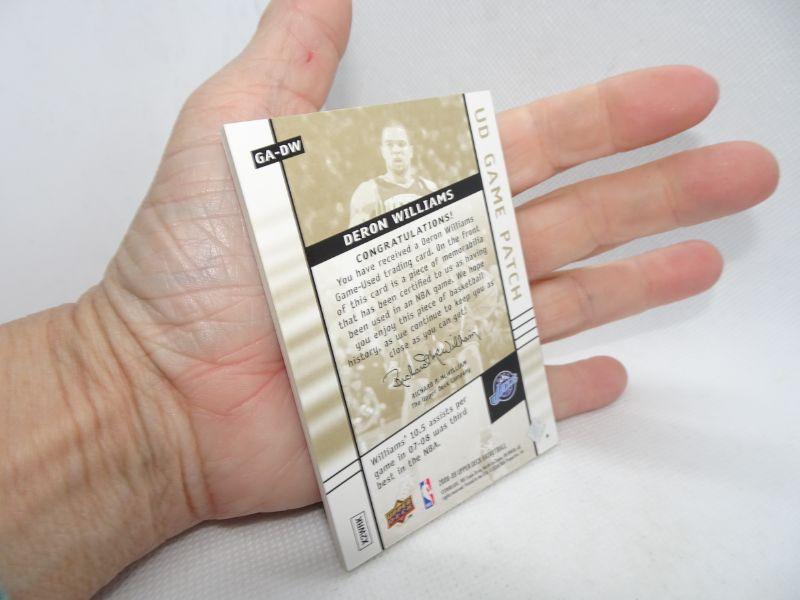 GA-DW
UD GAME PATCH
DERON WILLIAMS
CONGRATULATIONS!
You have received a Deron Williams
Game-Used trading card. On the front
of this card is a piece of memorabilia
that has been certified to us as having
been used in an NBA game. We hope
you enjoy this piece of basketball
history, as we continue to keep you as
close as you can get!
Richard McWilliam
RICHARD P. McWILLIAM
The Upper Deck Company
Williams' 10.5 assists per
game in 07-08 was third
best in the NBA.
2008-09 UPPER DECK BASKETBALL
X2WRK